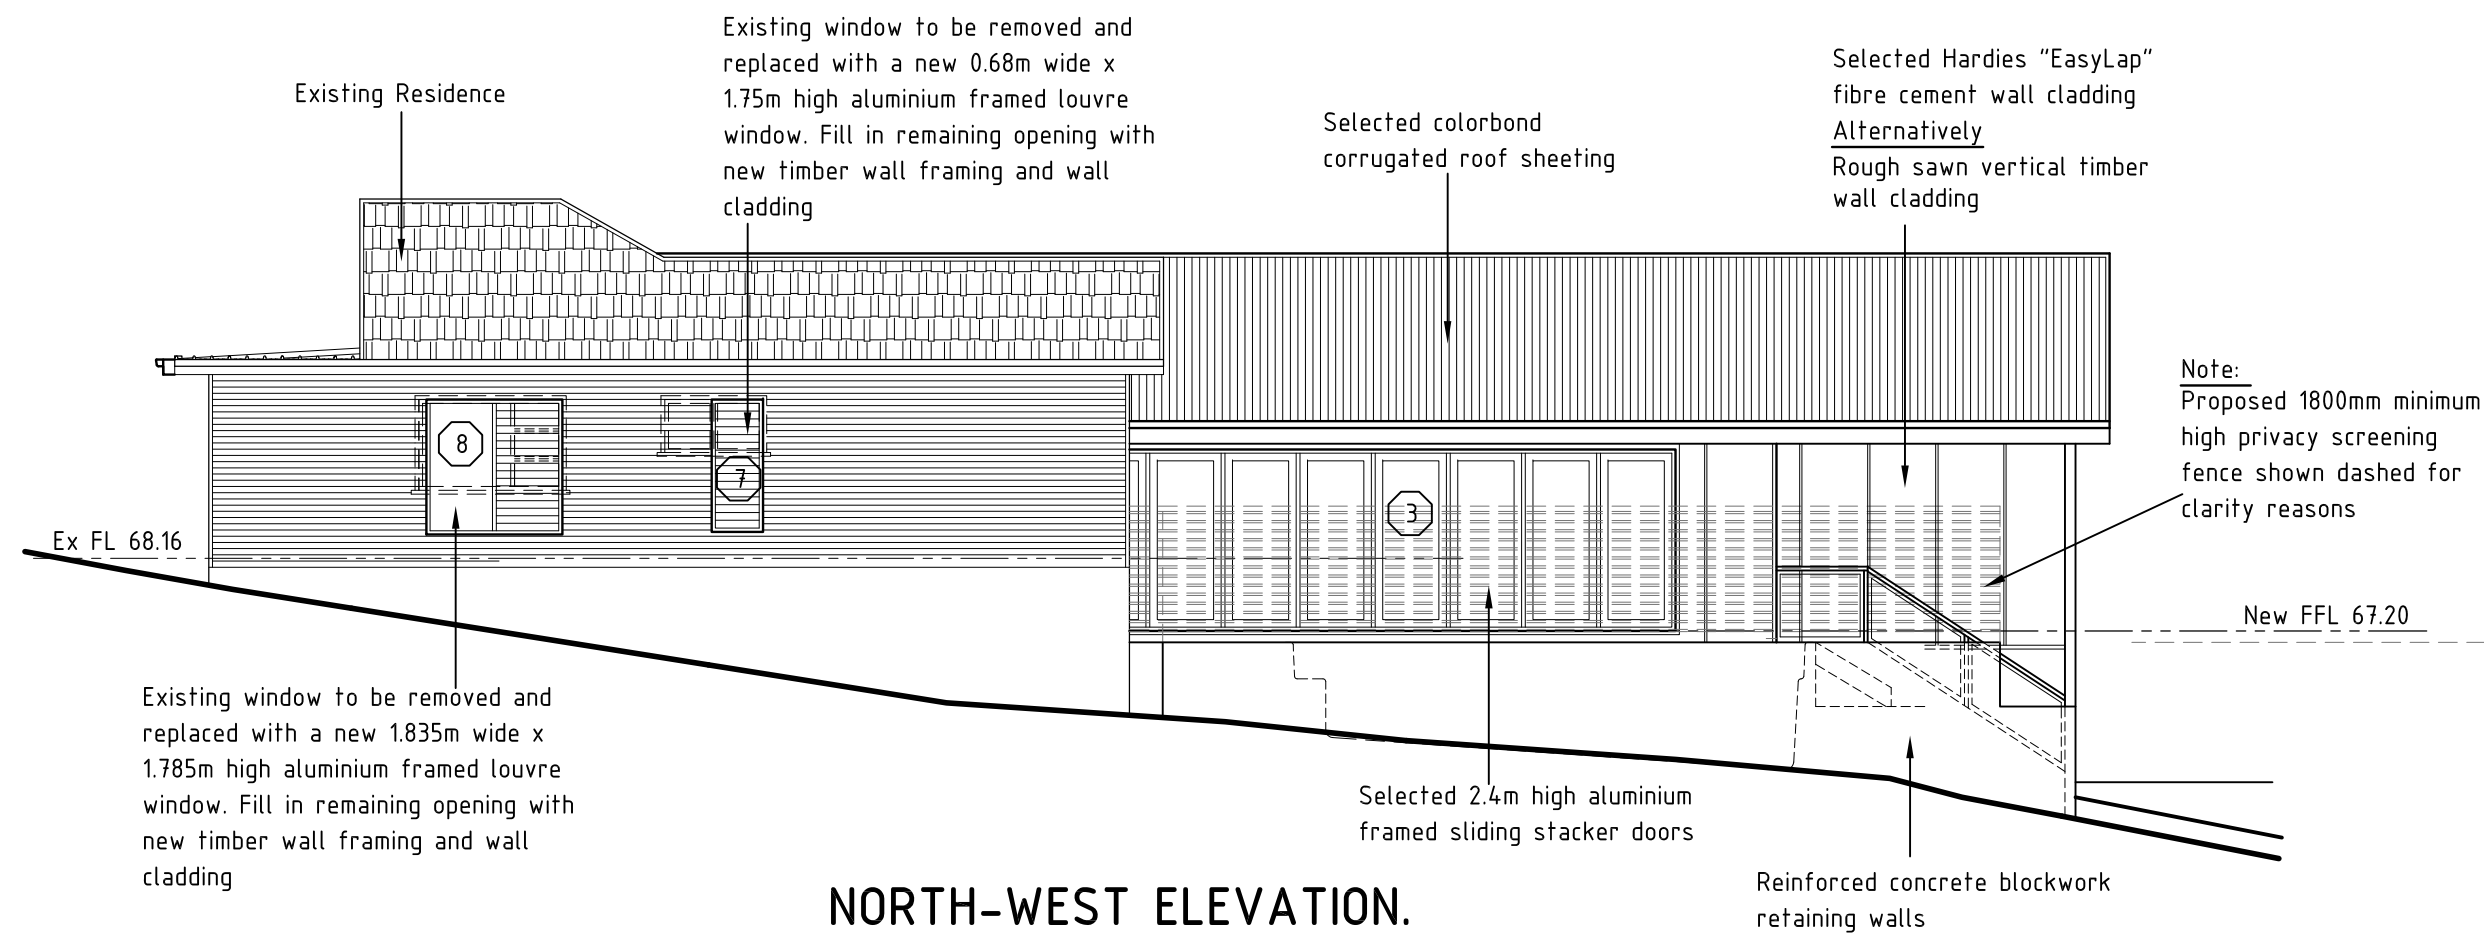 Existing Residence
Existing window to be removed and
replaced with a new 0.68m wide x
1.75m high aluminium framed louvre
window. Fill in remaining opening with
new timber wall framing and wall
cladding
Selected colorbond
corrugated roof sheeting
Selected Hardies "EasyLap"
fibre cement wall cladding
Alternatively
Rough sawn vertical timber
wall cladding
Note:
Proposed 1800mm minimum
high privacy screening
fence shown dashed for
clarity reasons
8
7
3
Ex FL 68.16
New FFL 67.20
Existing window to be removed and
replaced with a new 1.835m wide x
1.785m high aluminium framed louvre
window. Fill in remaining opening with
new timber wall framing and wall
cladding
Selected 2.4m high aluminium
framed sliding stacker doors
Reinforced concrete blockwork
retaining walls
NORTH-WEST ELEVATION.